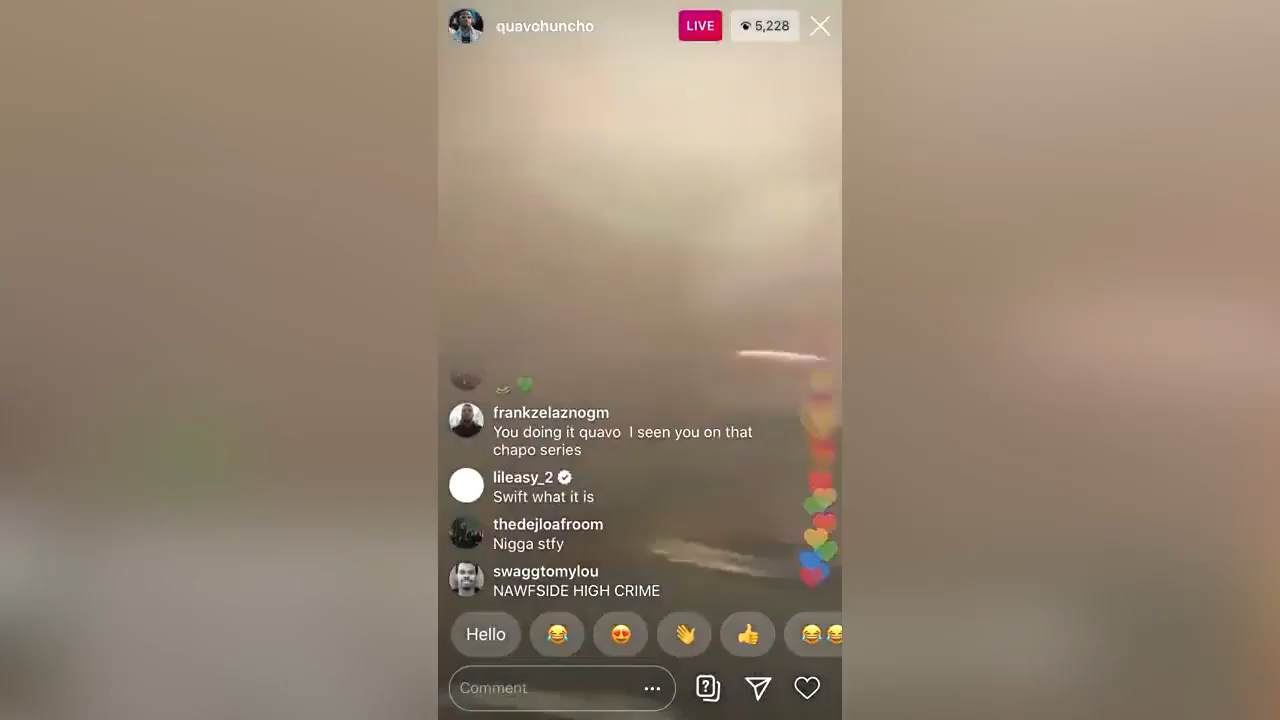 quavohuncho
LIVE
5,228
frankzelaznogm
You doing it quavo  I seen you on that
chapo series
lileasy_2
Swift what it is
thedejloafroom
Nigga stfy
swaggtomylou
NAWFSIDE HIGH CRIME
Hello
Comment